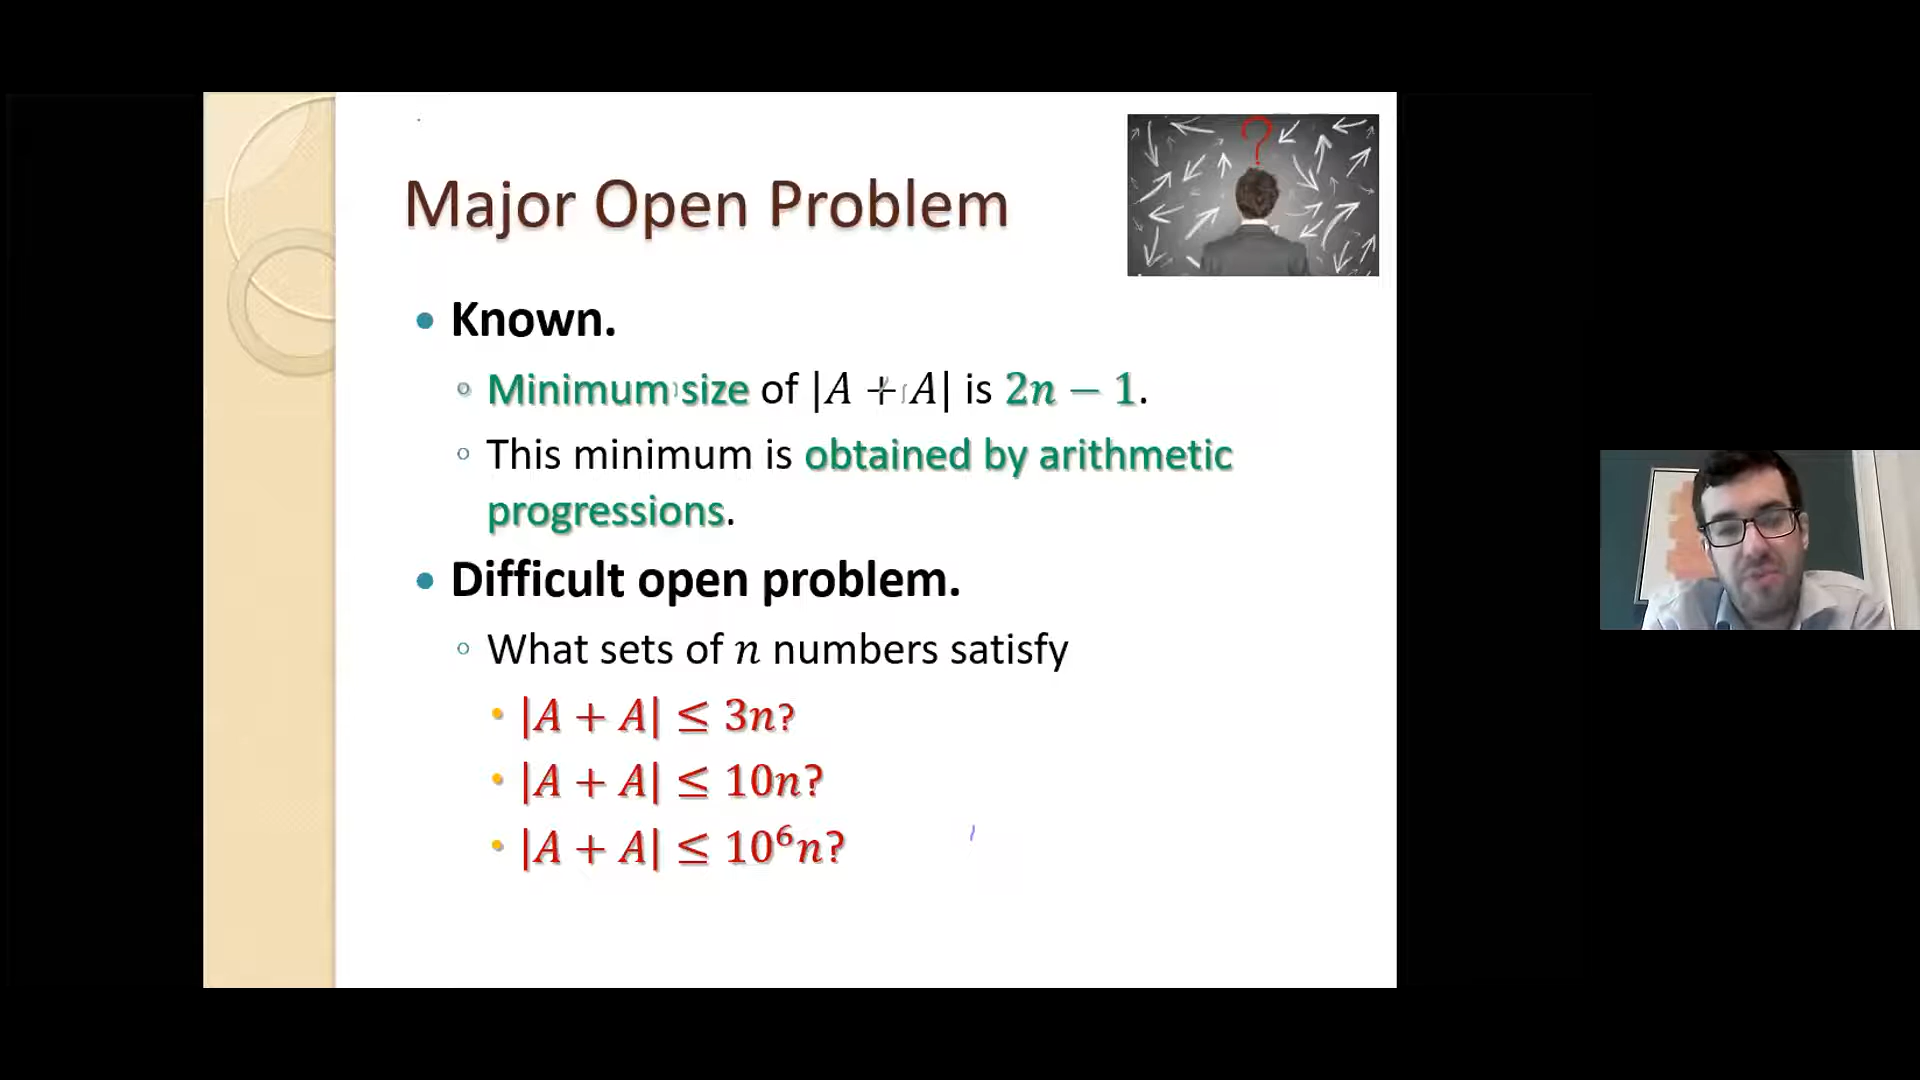 Major Open Problem
?
• Known.
◦ Minimum size of |A + A| is 2n − 1.
◦ This minimum is obtained by arithmetic
progressions.
• Difficult open problem.
◦ What sets of n numbers satisfy
• |A + A| ≤ 3n?
• |A + A| ≤ 10n?
• |A + A| ≤ 10⁶n?